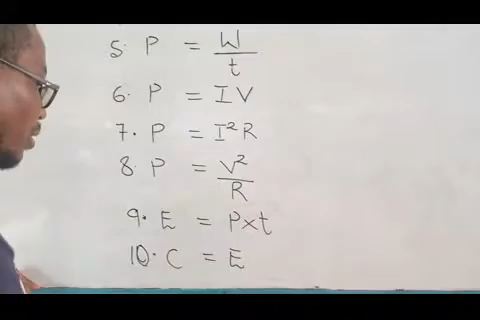 5. P = W/t
6. P = IV
7. P = I²R
8. P = V²/R
9. E = P×t
10. C = E